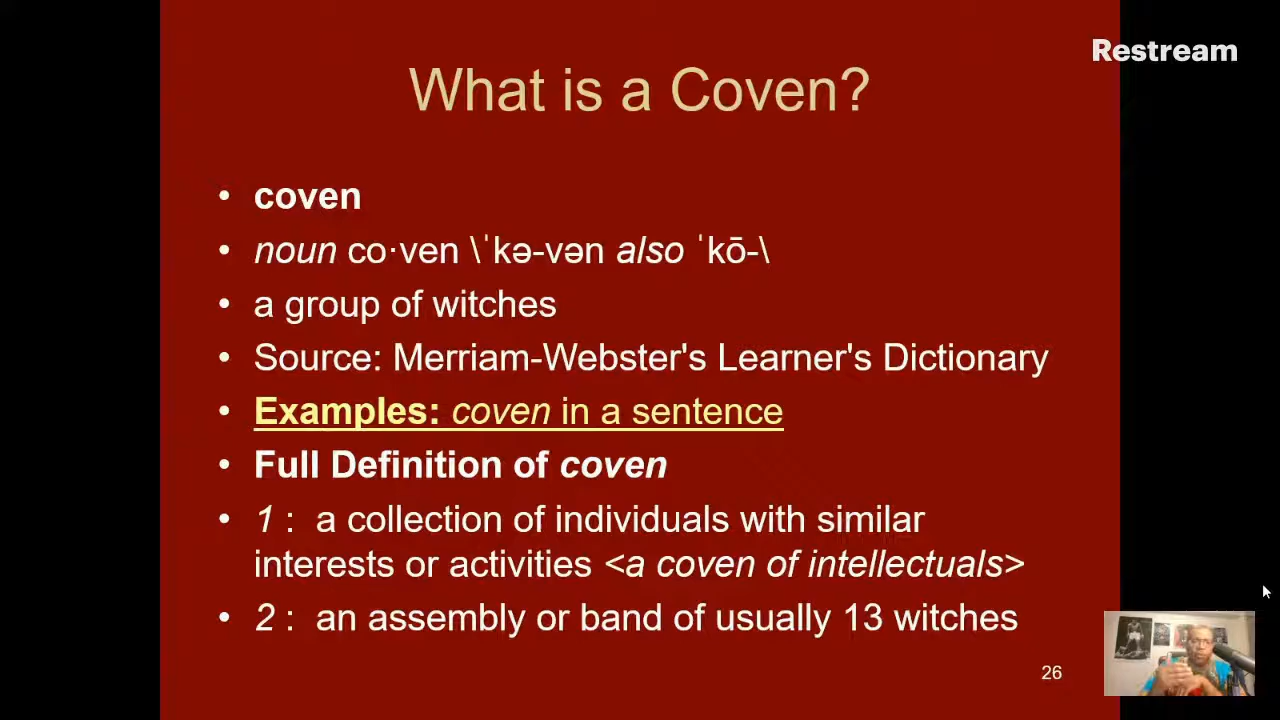 Restream
What is a Coven?
• coven
• noun co·ven \ˈkə-vən also ˈkō-\
• a group of witches
• Source: Merriam-Webster's Learner's Dictionary
• Examples: coven in a sentence
• Full Definition of coven
• 1 : a collection of individuals with similar
interests or activities <a coven of intellectuals>
• 2 : an assembly or band of usually 13 witches
26